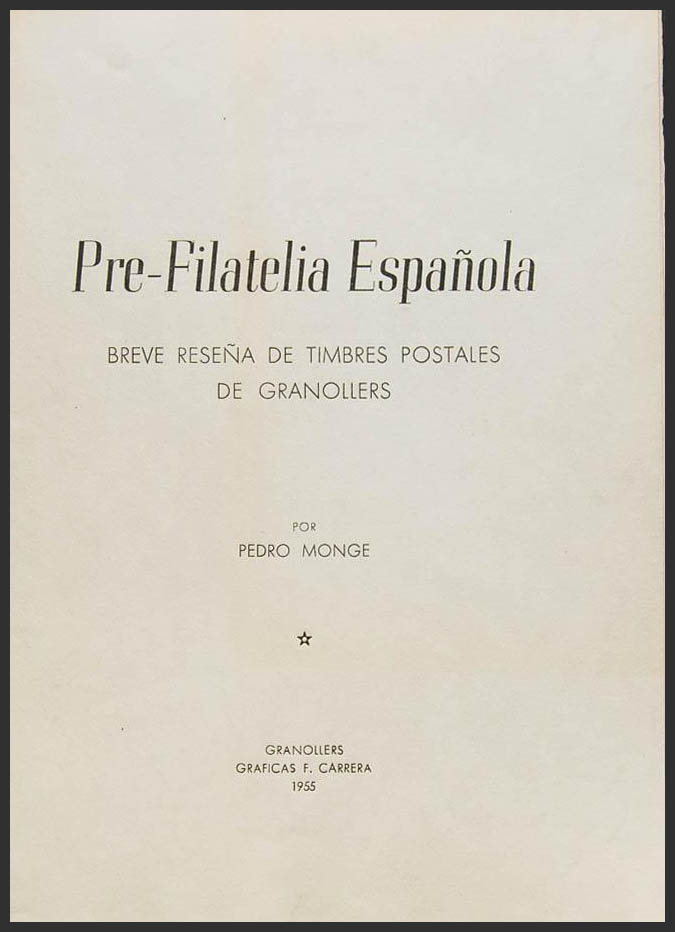 Pre-Filatelia Española
BREVE RESEÑA DE TIMBRES POSTALES
DE GRANOLLERS
POR
PEDRO MONGE
GRANOLLERS
GRAFICAS F. CARRERA
1955